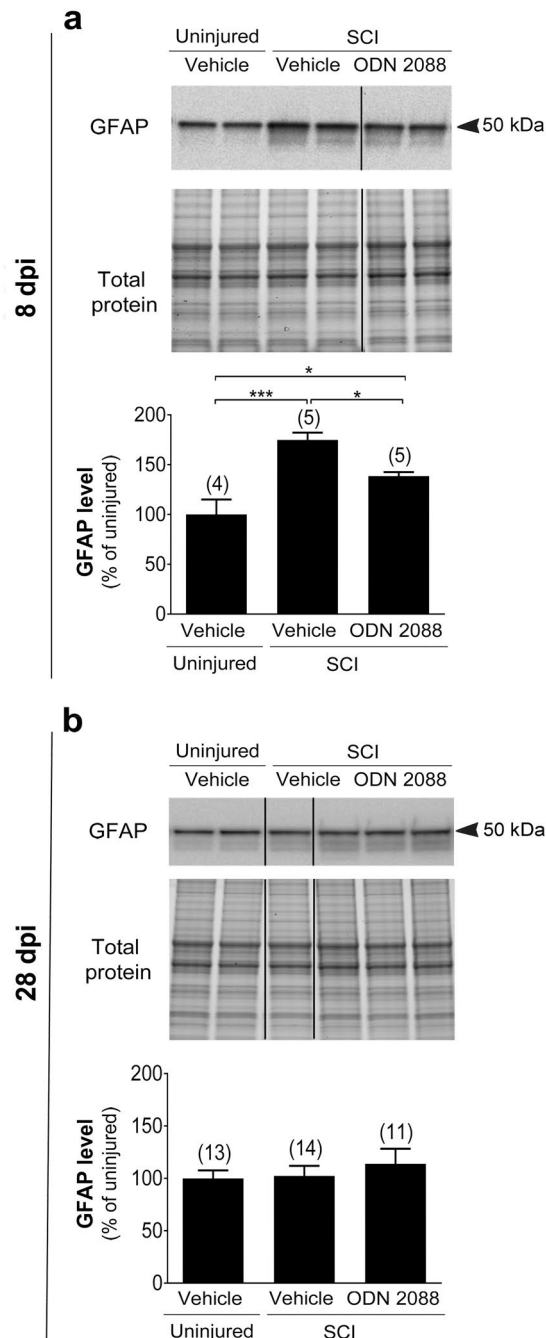 a
Uninjured SCI
Vehicle Vehicle ODN 2088
GFAP 50 kDa
Total
protein
8 dpi
* 
*** *
(4) (5) (5)
200
150
100
50
0
GFAP level
(% of uninjured)
Vehicle Vehicle ODN 2088
Uninjured SCI
b
Uninjured SCI
Vehicle Vehicle ODN 2088
GFAP 50 kDa
Total
protein
28 dpi
(13) (14) (11)
200
150
100
50
0
GFAP level
(% of uninjured)
Vehicle Vehicle ODN 2088
Uninjured SCI